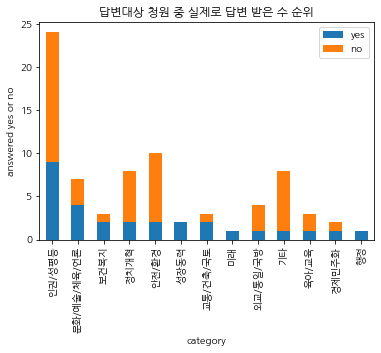 답변대상 청원 중 실제로 답변 받은 수 순위
yes
no
answered yes or no
25
20
15
10
5
0
인권/성평등
문화/예술/체육/언론
보건복지
정치개혁
안전/환경
성장동력
교통/건축/국토
미래
외교/통일/국방
기타
육아/교육
경제민주화
행정
category